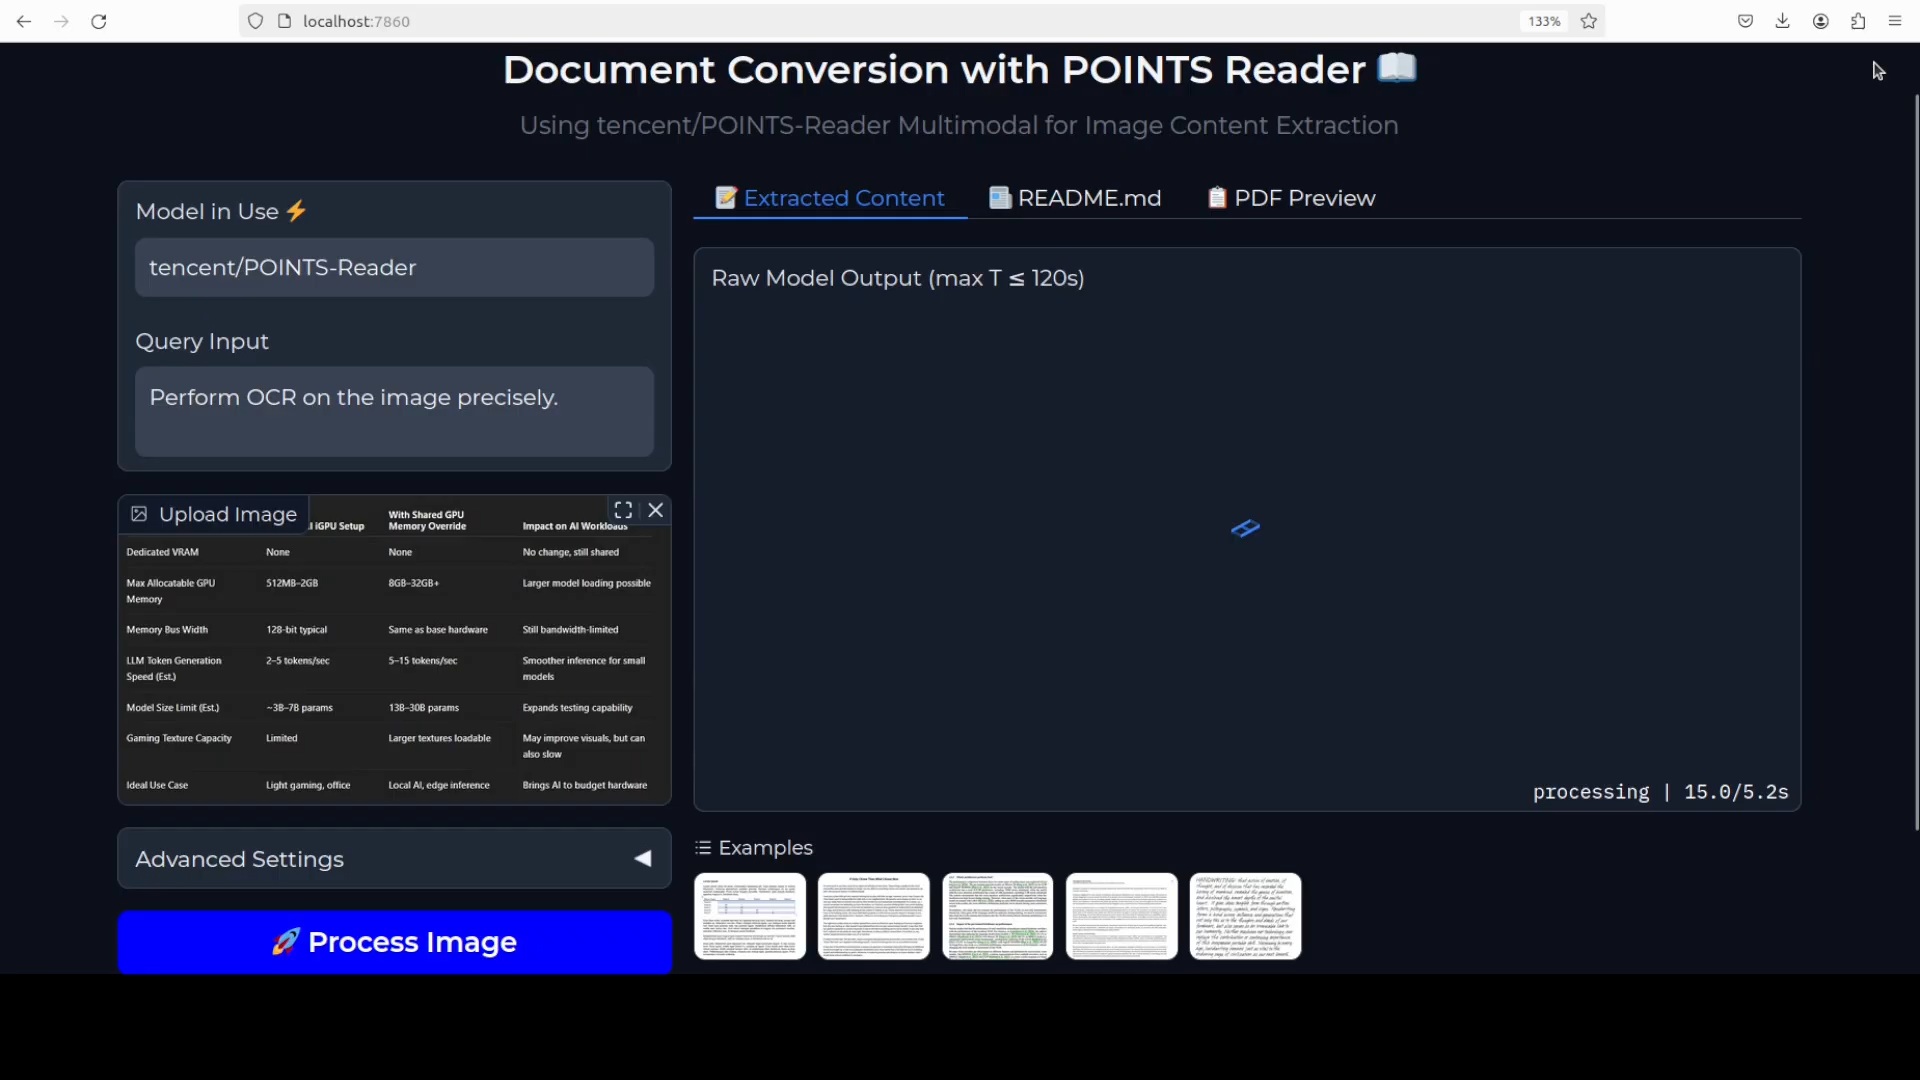 localhost:7860
133%
Document Conversion with POINTS Reader
Using tencent/POINTS-Reader Multimodal for Image Content Extraction
Model in Use
tencent/POINTS-Reader
Query Input
Perform OCR on the image precisely.
Upload Image
iGPU Setup
With Shared GPU
Memory Override
Impact on AI Workloads
Dedicated VRAM None None No change, still shared
Max Allocatable GPU 512MB–2GB 8GB–32GB+ Larger model loading possible
Memory
Memory Bus Width 128-bit typical Same as base hardware Still bandwidth-limited
LLM Token Generation 2–5 tokens/sec 5–15 tokens/sec Smoother inference for small
Speed (Est.) models
Model Size Limit (Est.) ~3B–7B params 13B–30B params Expands testing capability
Gaming Texture Capacity Limited Larger textures loadable May improve visuals, but can
also slow
Ideal Use Case Light gaming, office Local AI, edge inference Brings AI to budget hardware
Advanced Settings
Process Image
Extracted Content README.md PDF Preview
Raw Model Output (max T ≤ 120s)
processing | 15.0/5.2s
Examples